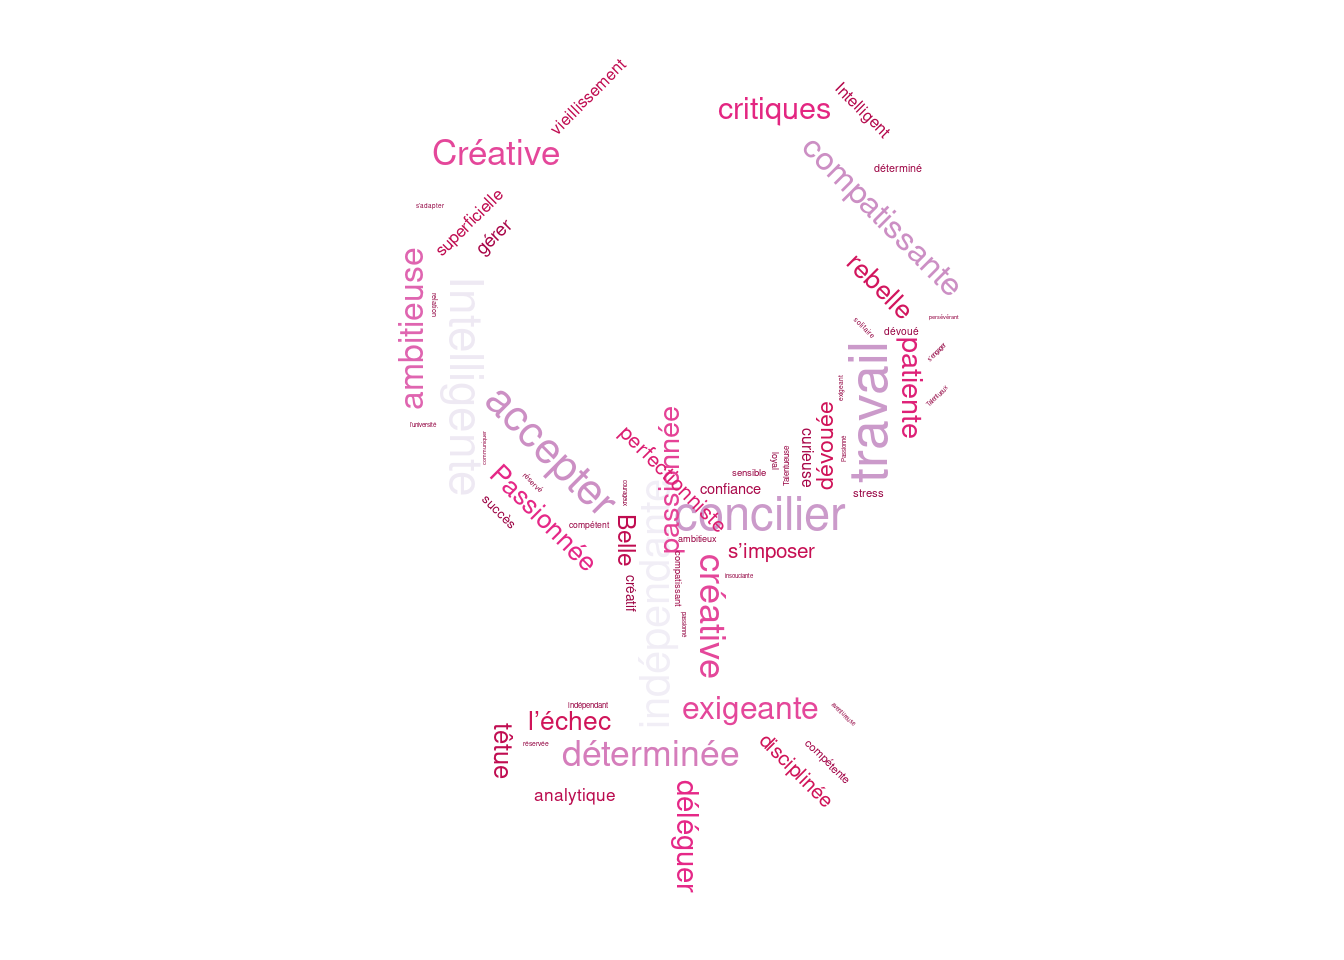 vieillissement
critiques
Intelligent
Créative
compatissante
déterminé
s'adapter
superficielle
gérer
ambitieuse
relation
Intelligente
rebelle
persévérant
solitaire
dévoué
travail
patiente
s'engager
Talentueux
exigeant
accepter
l'université
communiquer
perfectionniste
passionnée
dévouée
curieuse
Passionné
loyal
Talentueuse
sensible
confiance
stress
Passionnée
réservé
succès
courageux
compétent
Belle
concilier
indépendante
ambitieux
s’imposer
compatissant
insouciante
créatif
créative
passionné
indépendant
l’échec
exigeante
aventureuse
têtue
réservée
déterminée
disciplinée
compétente
analytique
déléguer